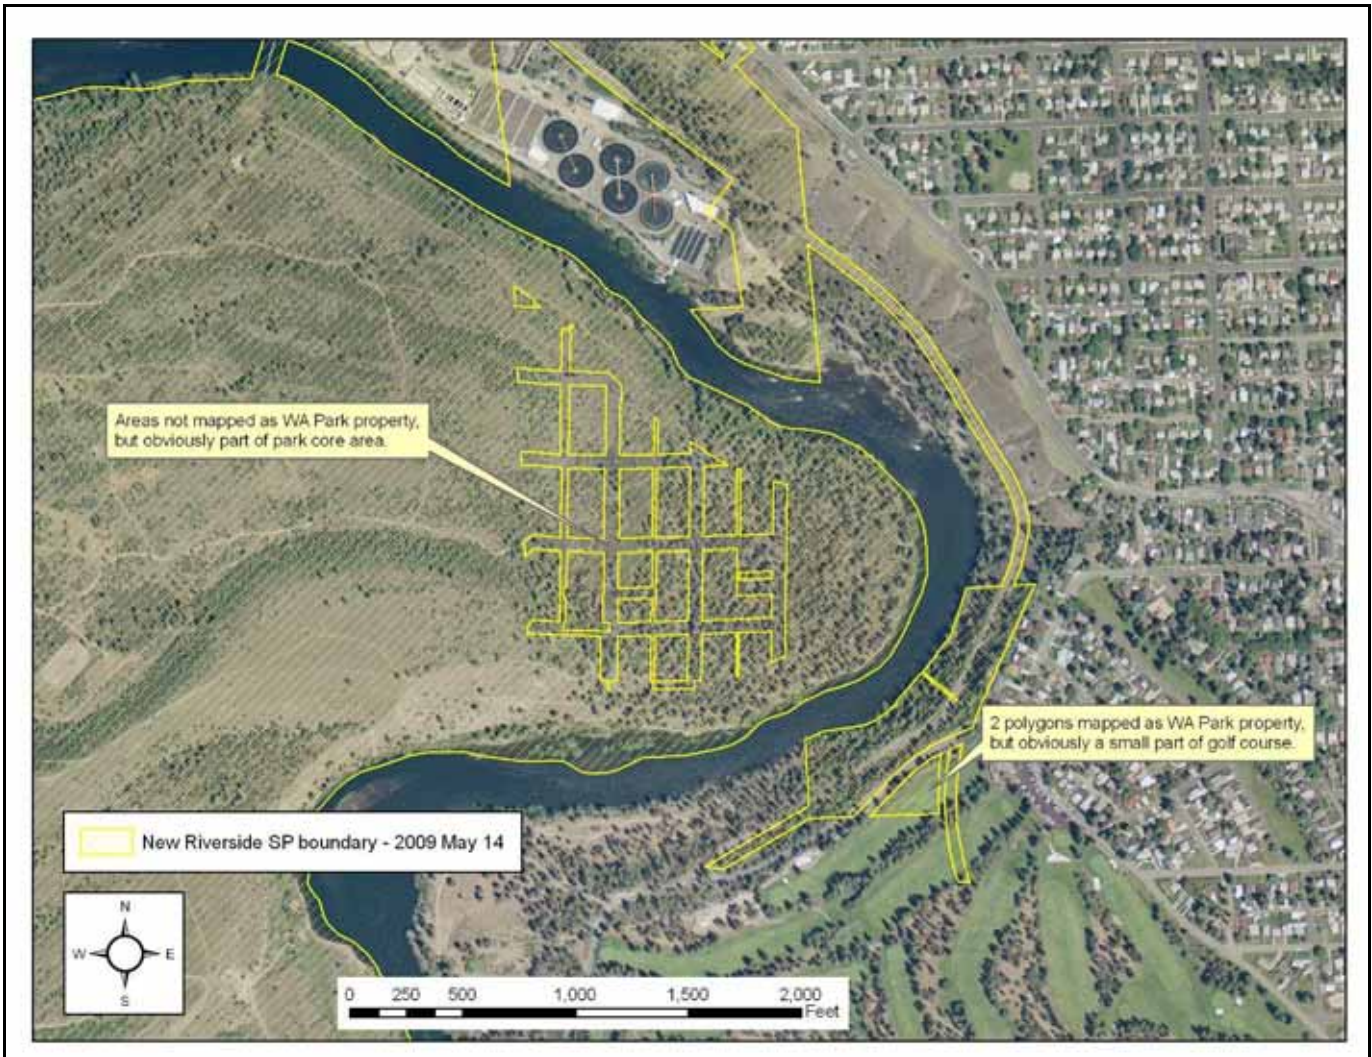 Areas not mapped as WA Park property,
but obviously part of park core area.
2 polygons mapped as WA Park property,
but obviously a small part of golf course.
New Riverside SP boundary - 2009 May 14
N
W E
S
0 250 500 1,000 1,500 2,000
Feet